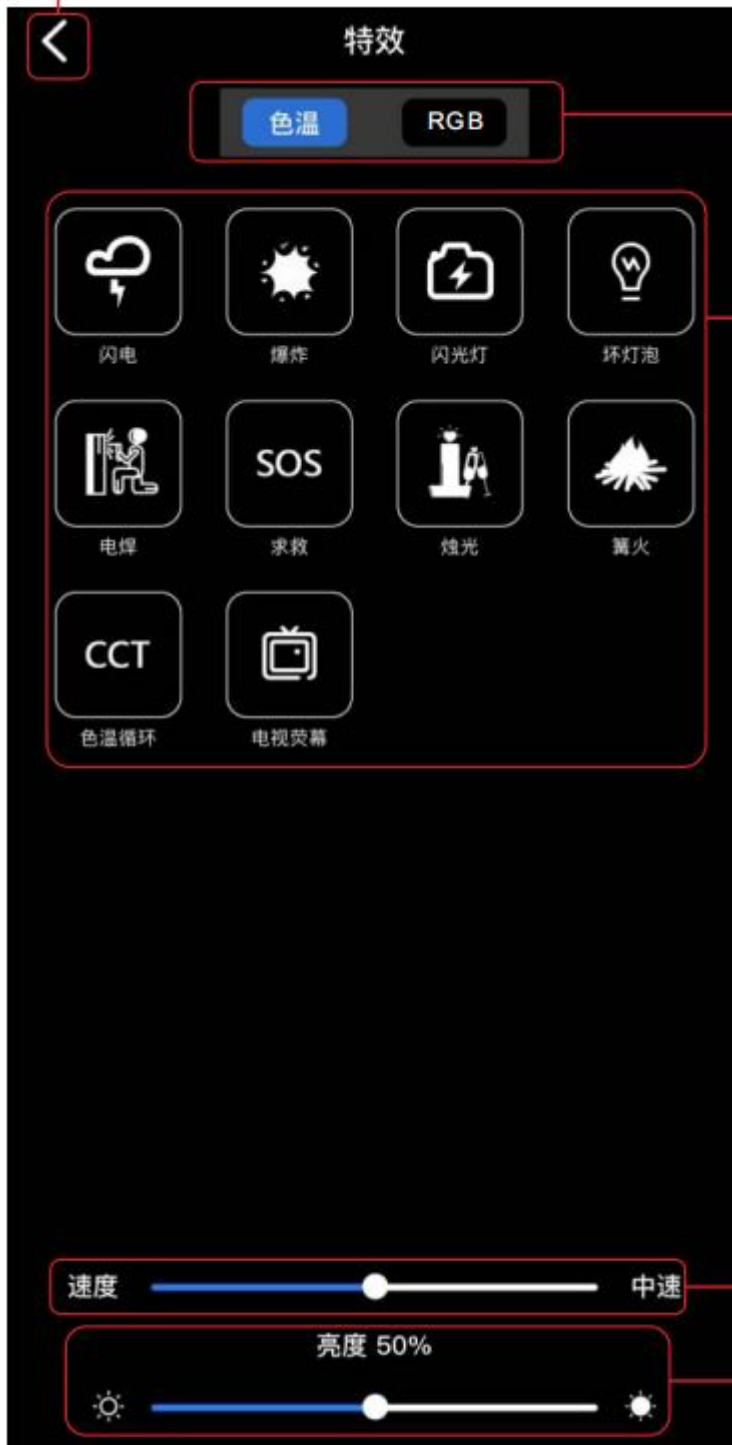 特效
色温 RGB
闪电 爆炸 闪光灯 坏灯泡
SOS
电焊 求救 烛光 篝火
CCT
色温循环 电视荧幕
速度 中速
亮度 50%